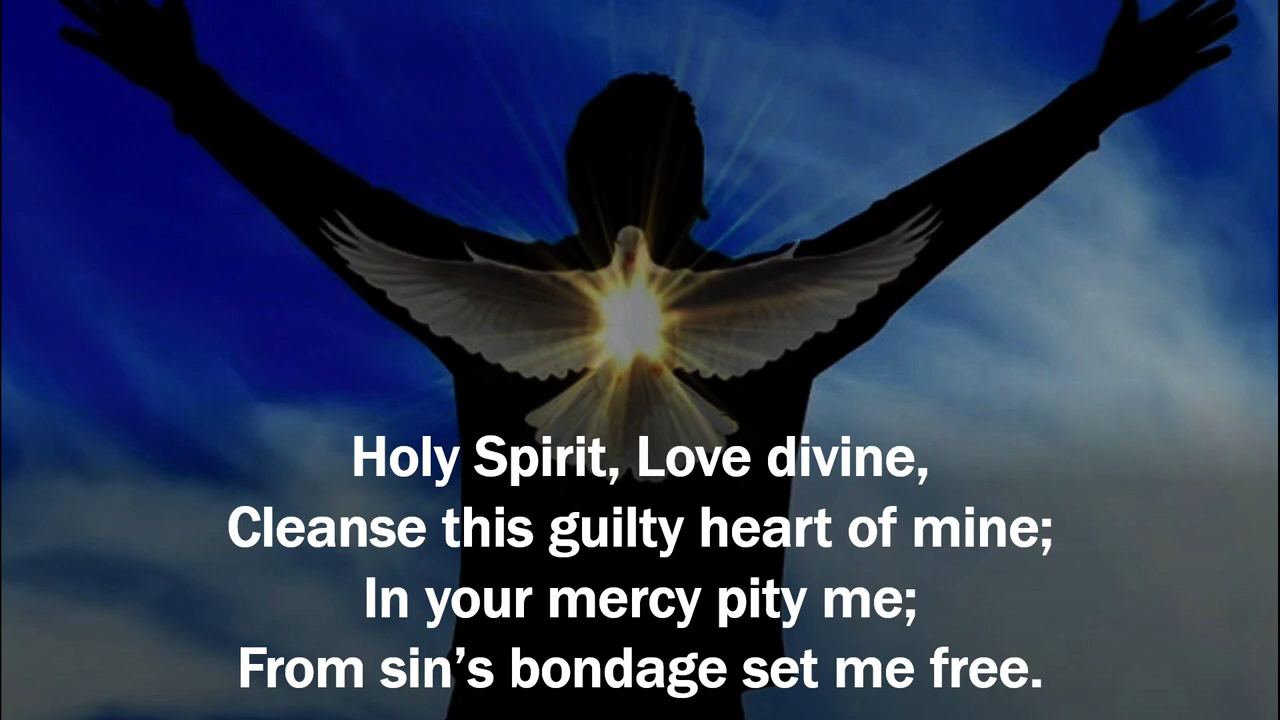 Holy Spirit, Love divine,
Cleanse this guilty heart of mine;
In your mercy pity me;
From sin’s bondage set me free.